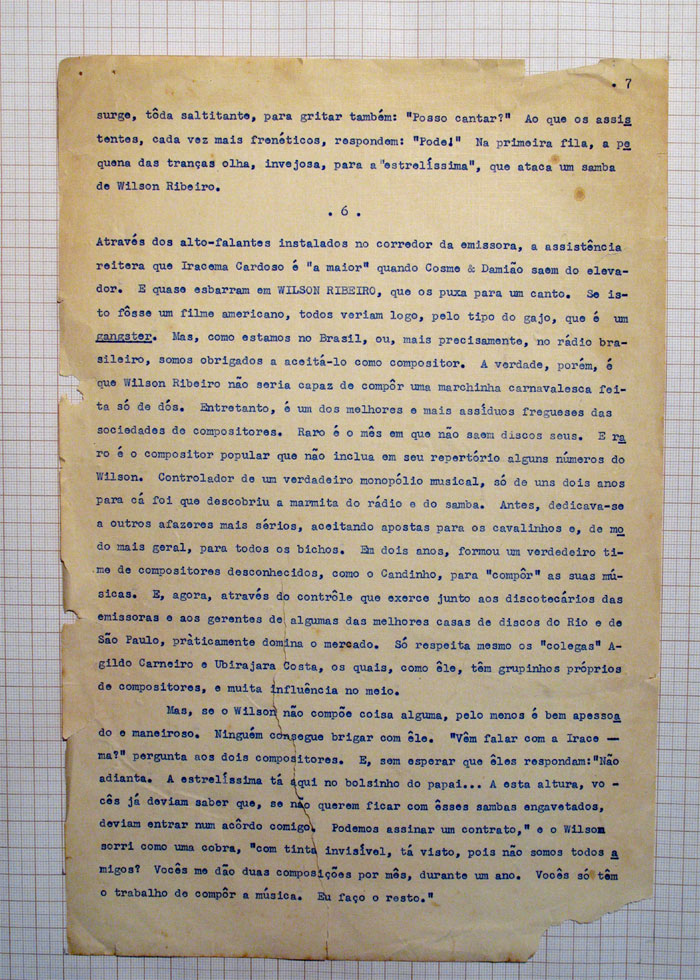 . 7
surge, tôda saltitante, para gritar também: "Posso cantar?" Ao que os assis
tentes, cada vez mais frenéticos, respondem: "Pode!" Na primeira fila, a pe
quena das tranças olha, invejosa, para a "estrelíssima", que ataca um samba
de Wilson Ribeiro.
. 6 .
Através dos alto-falantes instalados no corredor da emissora, a assistência
reitera que Iracema Cardoso é "a maior" quando Cosme & Damião saem do eleva-
dor. E quase esbarram em WILSON RIBEIRO, que os puxa para um canto. Se is-
to fôsse um filme americano, todos veriam logo, pelo tipo do gajo, que é um
gangster. Mas, como estamos no Brasil, ou, mais precisamente, no rádio bra-
sileiro, somos obrigados a aceitá-lo como compositor. A verdade, porém, é
que Wilson Ribeiro não seria capaz de compôr uma marchinha carnavalesca fei-
ta só de dós. Entretanto, é um dos melhores e mais assíduos fregueses das
sociedades de compositores. Raro é o mês em que não saem discos seus. E ra
ro é o compositor popular que não inclua em seu repertório alguns números do
Wilson. Controlador de um verdadeiro monopólio musical, só de uns dois anos
para cá foi que descobriu a marmita do rádio e do samba. Antes, dedicava-se
a outros afazeres mais sérios, aceitando apostas para os cavalinhos e, de mo
do mais geral, para todos os bichos. Em dois anos, formou um verdedeiro ti-
me de compositores desconhecidos, como o Candinho, para "compôr" as suas mú-
sicas. E, agora, através do contrôle que exerce junto aos discotecários das
emissoras e aos gerentes de algumas das melhores casas de discos do Rio e de
São Paulo, pràticamente domina o mercado. Só respeita mesmo os "colegas" A-
gildo Carneiro e Ubirajara Costa, os quais, como êle, têm grupinhos próprios
de compositores, e muita influência no meio.
Mas, se o Wilson não compõe coisa alguma, pelo menos é bem apessoa
do e maneiroso. Ninguém consegue brigar com êle. "Vêm falar com a Irace —
ma?" pergunta aos dois compositores. E, sem esperar que êles respondam:"Não
adianta. A estrelíssima tá aqui no bolsinho do papai... A esta altura, vo -
cês já deviam saber que, se não querem ficar com êsses sambas engavetados,
deviam entrar num acôrdo comigo. Podemos assinar um contrato," e o Wilson
sorri como uma cobra, "com tinta invisível, tá visto, pois não somos todos a
migos? Vocês me dão duas composições por mês, durante um ano. Vocês só têm
o trabalho de compôr a música. Eu faço o resto."